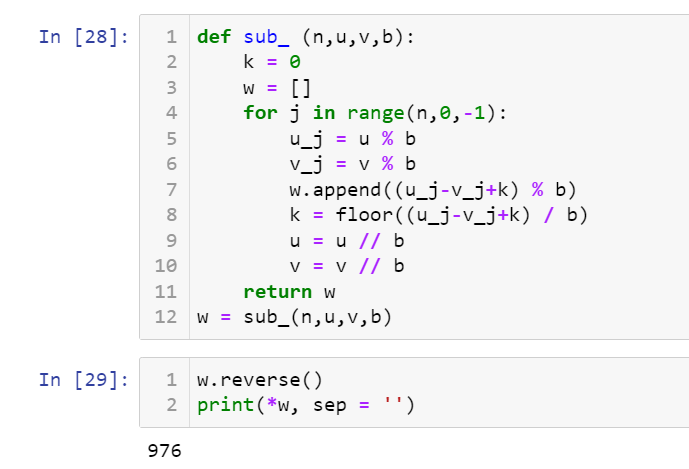 In [28]:
1 def sub_ (n,u,v,b):
2     k = 0
3     w = []
4     for j in range(n,0,-1):
5         u_j = u % b
6         v_j = v % b
7         w.append((u_j-v_j+k) % b)
8         k = floor((u_j-v_j+k) / b)
9         u = u // b
10         v = v // b
11     return w
12 w = sub_(n,u,v,b)
In [29]:
1 w.reverse()
2 print(*w, sep = '')
976